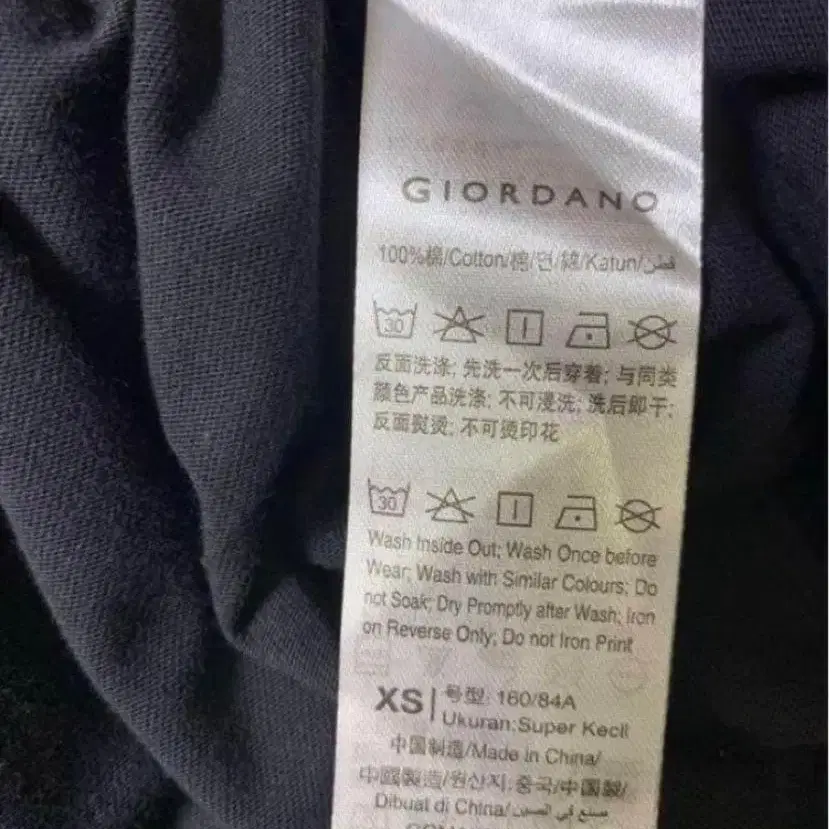 GIORDANO
100%棉/Cotton/棉/면/綿/Katun/قطن
30
反面洗涤; 先洗一次后穿着; 与同类
颜色产品洗涤; 不可浸洗; 洗后即干;
反面熨烫; 不可烫印花
30
Wash Inside Out; Wash Once before
Wear; Wash with Similar Colours; Do
not Soak; Dry Promptly after Wash; Iron
on Reverse Only; Do not Iron Print
XS | 号型: 160/84A
Ukuran:Super Kecil
中国制造/Made in China/
中國製造/원산지:중국/中国製/
Dibuat di China/صنع في الصين